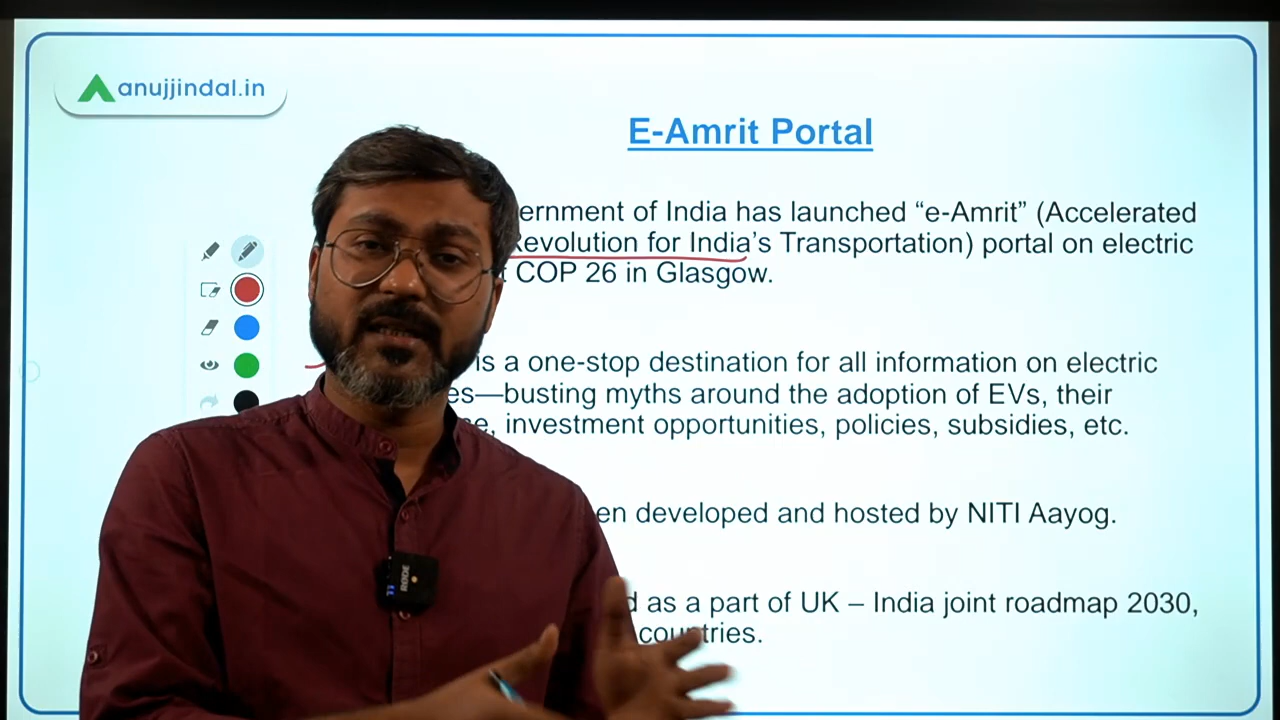 anujjindal.in
E-Amrit Portal
of India has launched “e-Amrit” (Accelerated
Revolution for India’s Transportation) portal on electric
COP 26 in Glasgow.
is a one-stop destination for all information on electric
busting myths around the adoption of EVs, their
investment opportunities, policies, subsidies, etc.
developed and hosted by NITI Aayog.
as a part of UK – India joint roadmap 2030,
countries.
RØDE